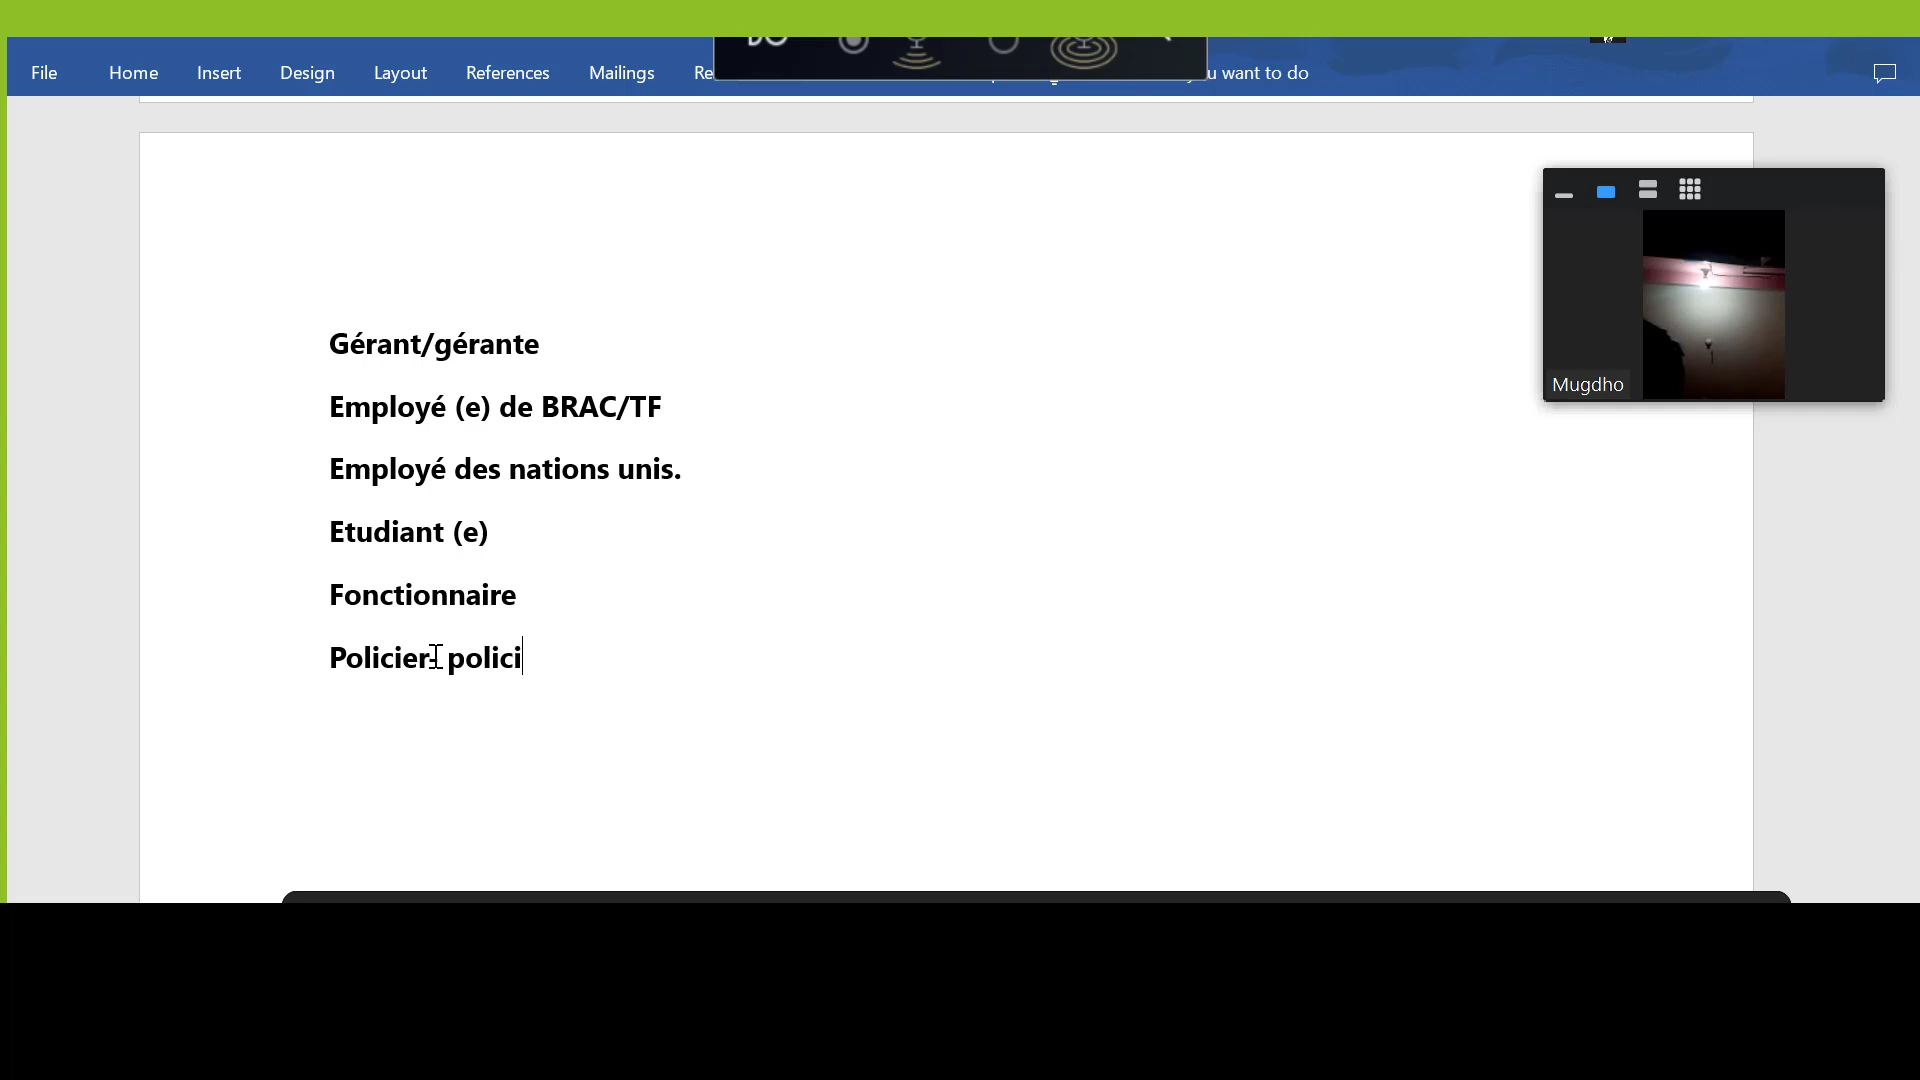 File Home Insert Design Layout References Mailings Re u want to do
Gérant/gérante
Employé (e) de BRAC/TF
Employé des nations unis.
Etudiant (e)
Fonctionnaire
Policier- polici
Mugdho